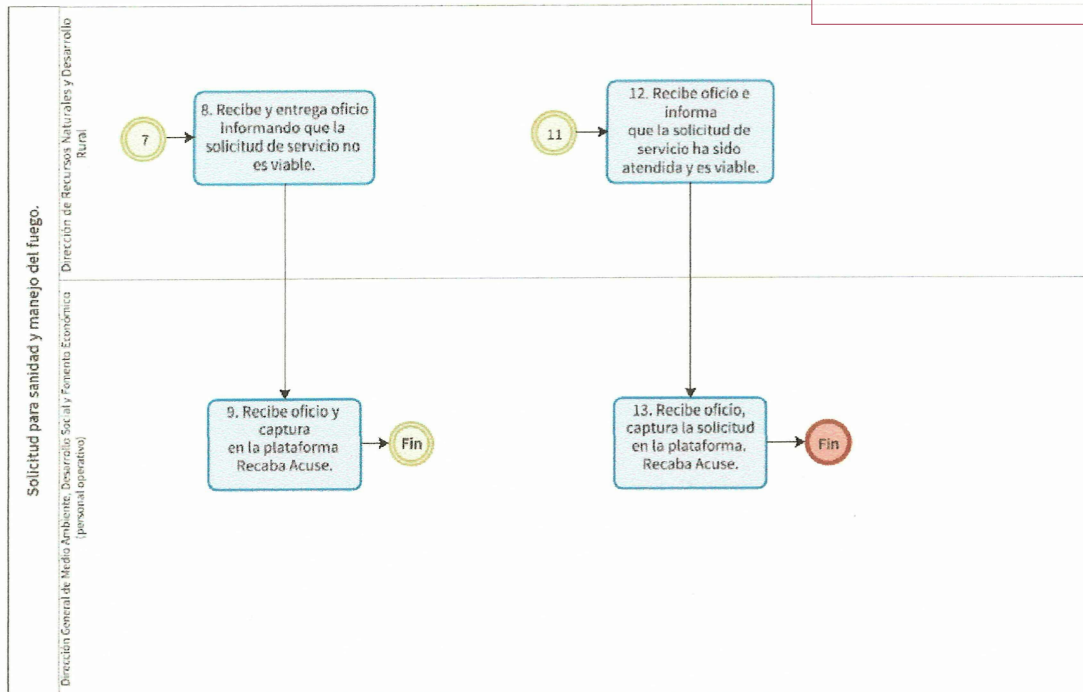 Solicitud para sanidad y manejo del fuego.
Dirección de Recursos Naturales y Desarrollo
Rural
7
8. Recibe y entrega oficio
informando que la
solicitud de servicio no
es viable.
11
12. Recibe oficio e
informa
que la solicitud de
servicio ha sido
atendida y es viable.
Dirección General de Medio Ambiente, Desarrollo Social y Fomento Económico
(personal operativo)
9. Recibe oficio y
captura
en la plataforma
Recaba Acuse.
Fin
13. Recibe oficio,
captura la solicitud
en la plataforma.
Recaba Acuse.
Fin